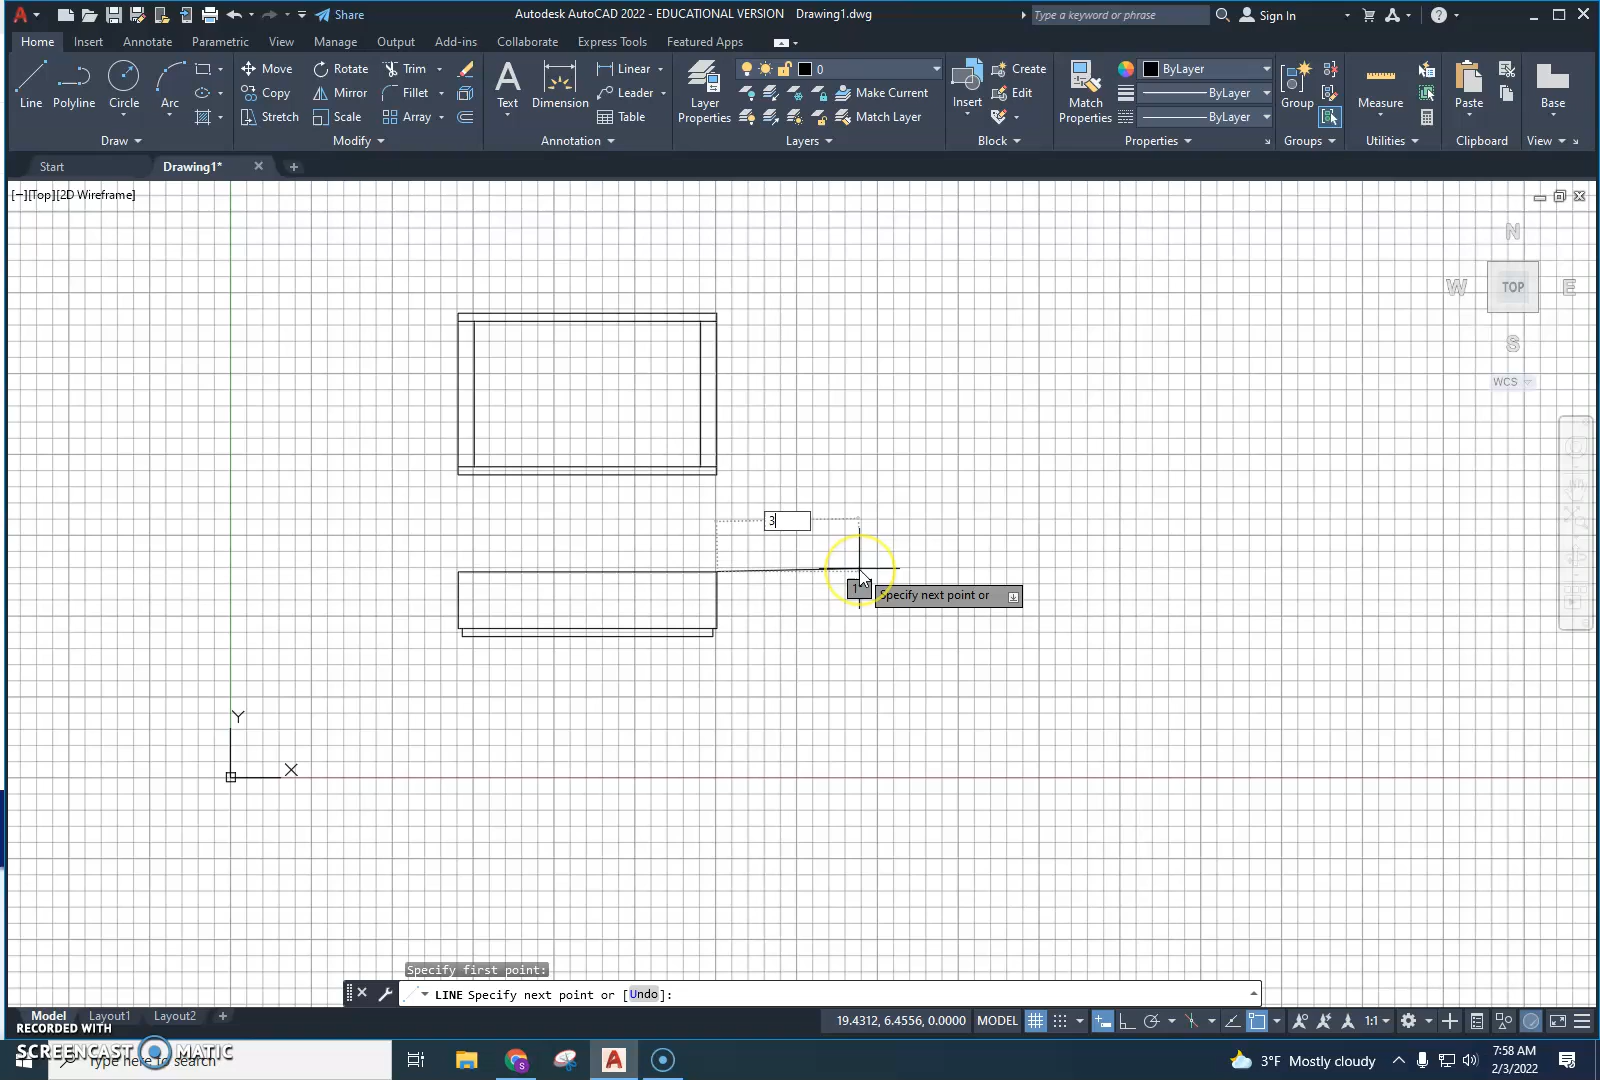 Share
Autodesk AutoCAD 2022 - EDUCATIONAL VERSION Drawing1.dwg
Type a keyword or phrase
Sign In
Home Insert Annotate Parametric View Manage Output Add-ins Collaborate Express Tools Featured Apps
Line
Polyline
Circle
Arc
Move
Rotate
Trim
Copy
Mirror
Fillet
Stretch
Scale
Array
Text
Dimension
Linear
Leader
Table
Layer
Properties
0
Make Current
Match Layer
Insert
Create
Edit
Match
Properties
ByLayer
ByLayer
ByLayer
Group
Measure
Paste
Base
Draw
Modify
Annotation
Layers
Block
Properties
Groups
Utilities
Clipboard
View
Start
Drawing1*
[−][Top][2D Wireframe]
N
W
TOP
E
S
WCS
3
Specify next point or
Y
X
Specify first point:
LINE Specify next point or [Undo]:
Model Layout1 Layout2
19.4312, 6.4556, 0.0000 MODEL
1:1
RECORDED WITH
SCREENCAST MATIC
Type here to search
3°F Mostly cloudy
7:58 AM
2/3/2022